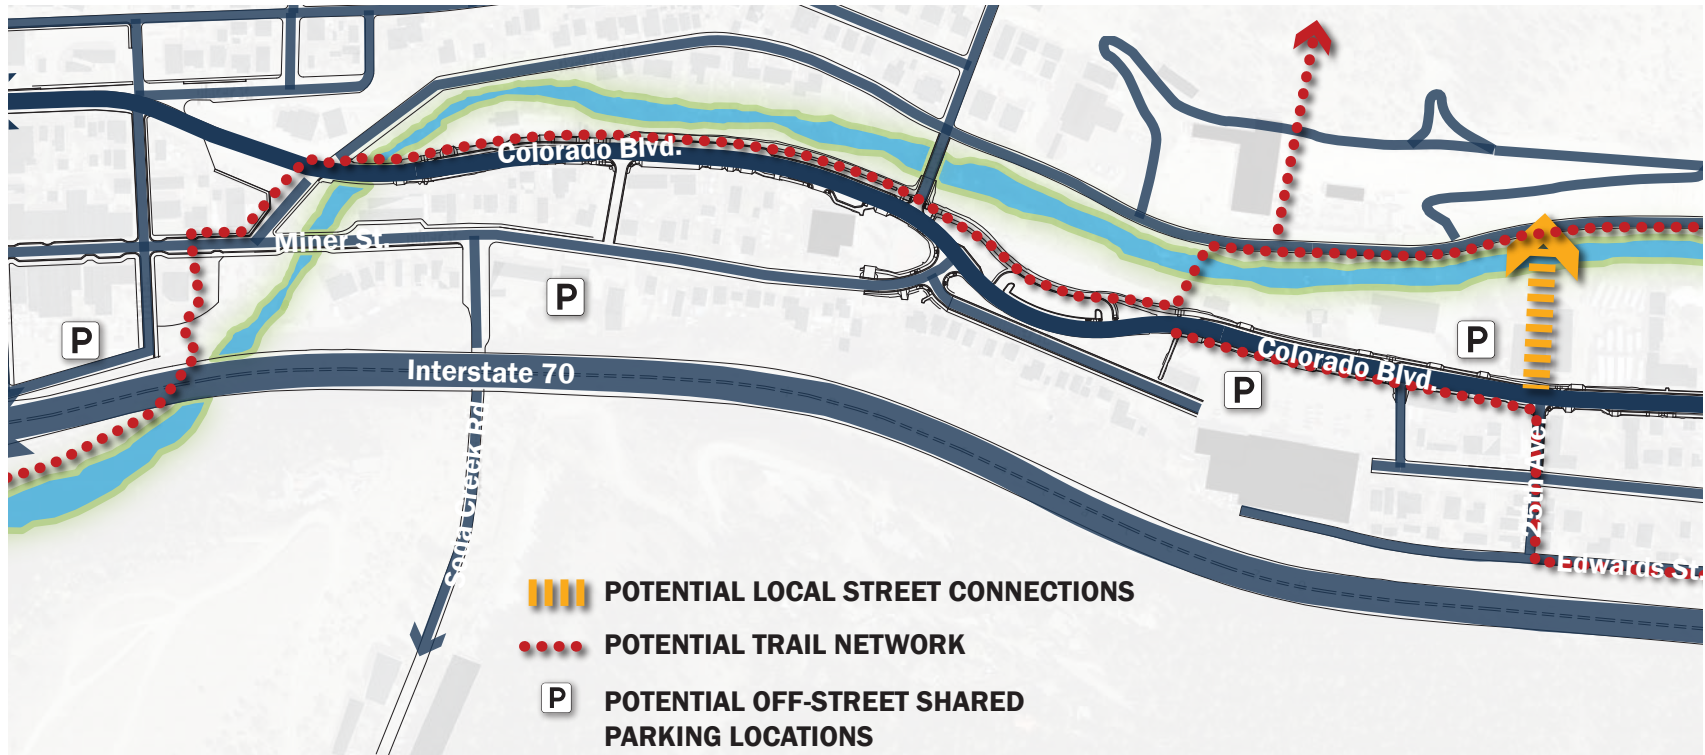 Colorado Blvd.
Miner St.
P
P
P
Colorado Blvd.
P
Interstate 70
Soda Creek Rd.
25th Ave.
Edwards St.
POTENTIAL LOCAL STREET CONNECTIONS
POTENTIAL TRAIL NETWORK
P
POTENTIAL OFF-STREET SHARED
PARKING LOCATIONS